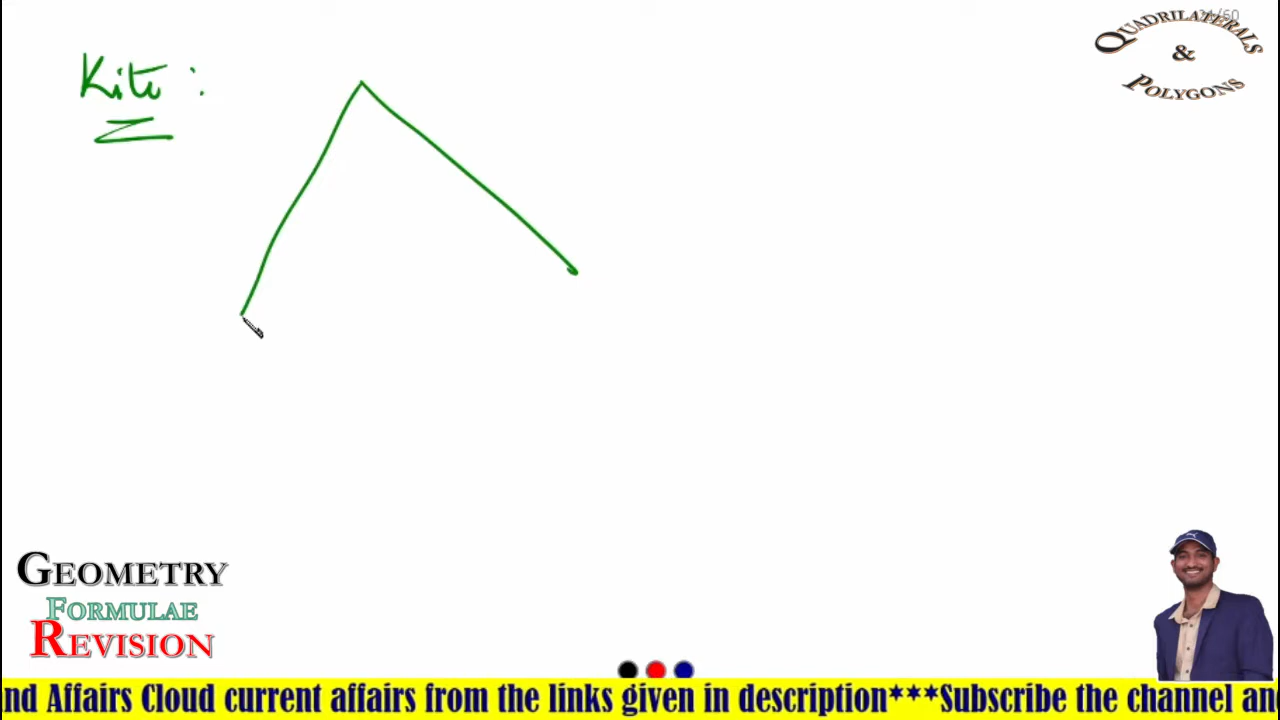 Kite :
QUADRILATERALS
&
POLYGONS
GEOMETRY
FORMULAE
REVISION
nd Affairs Cloud current affairs from the links given in description***Subscribe the channel an